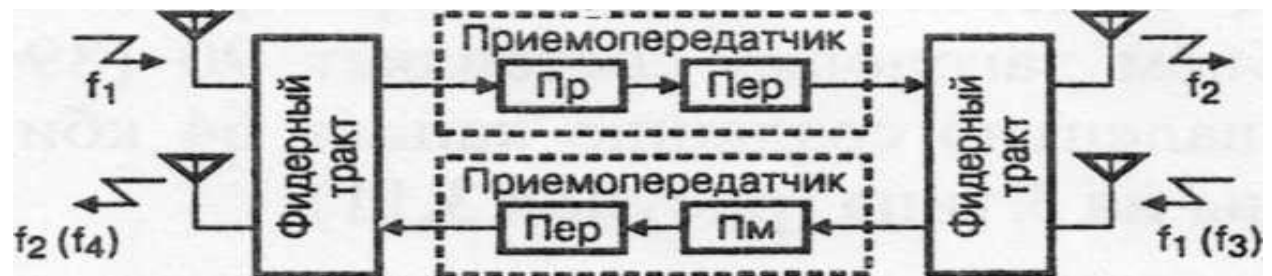 Приемопередатчик
f₁
Фидерный тракт
Пр
Пер
Фидерный тракт
f₂
Приемопередатчик
f₂ (f₄)
Пер
Пм
f₁ (f₃)